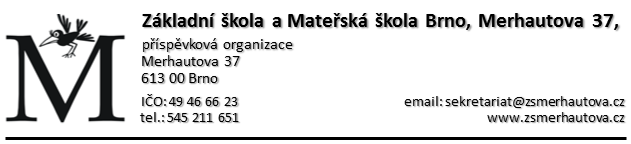 M
Základní škola a Mateřská škola Brno, Merhautova 37,
příspěvková organizace
Merhautova 37
613 00 Brno
IČO: 49 46 66 23 email: sekretariat@zsmerhautova.cz
tel.: 545 211 651 www.zsmerhautova.cz